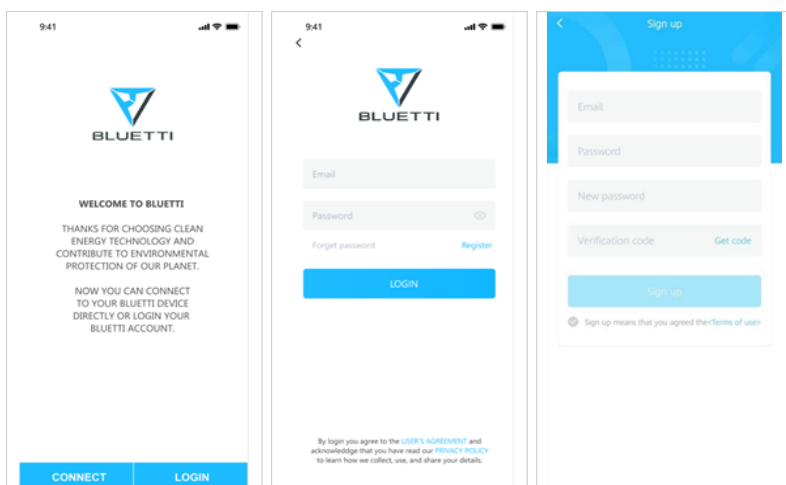 9:41
BLUETTI
WELCOME TO BLUETTI
THANKS FOR CHOOSING CLEAN
ENERGY TECHNOLOGY AND
CONTRIBUTE TO ENVIRONMENTAL
PROTECTION OF OUR PLANET.
NOW YOU CAN CONNECT
TO YOUR BLUETTI DEVICE
DIRECTLY OR LOGIN YOUR
BLUETTI ACCOUNT.
CONNECT LOGIN
9:41
BLUETTI
Email
Password
Forget password Register
LOGIN
By login you agree to the USER'S AGREEMENT and
acknowleddge that you have read our PRIVACY POLICY
to learn how we collect, use, and share your details.
Sign up
Email
Password
New password
Verification code Get code
Sign up
Sign up means that you agreed the<Terms of use>